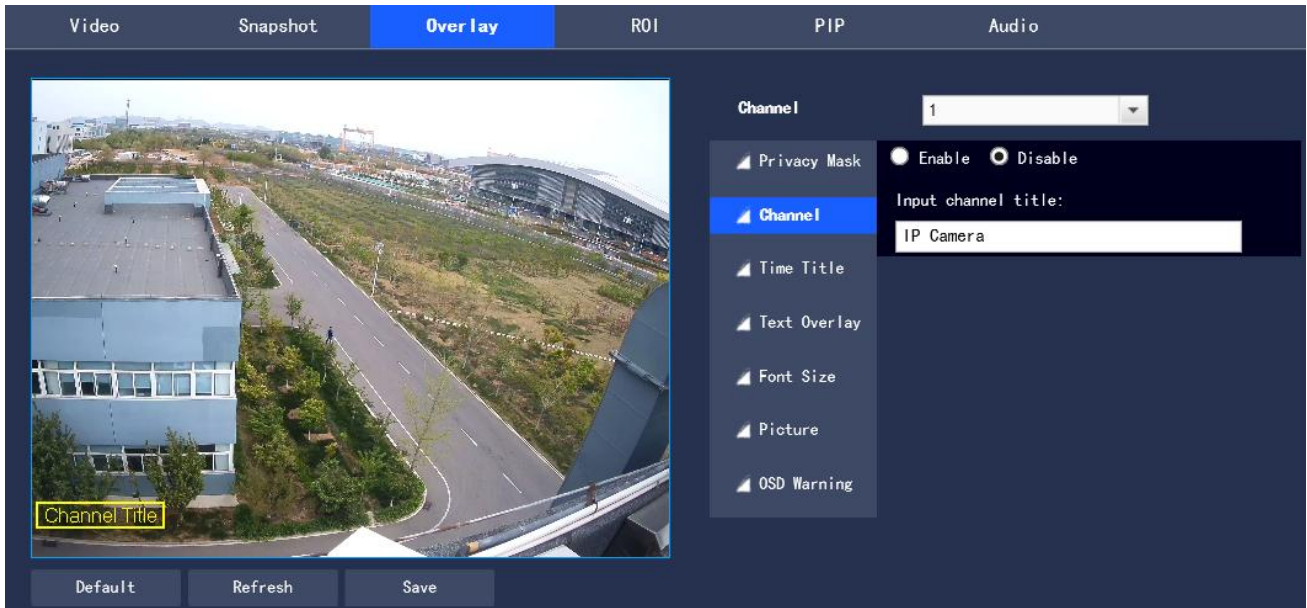 Video Snapshot Overlay ROI PIP Audio
Channel 1
Privacy Mask
Enable Disable
Channel
Input channel title:
IP Camera
Time Title
Text Overlay
Font Size
Picture
OSD Warning
Channel Title
Default Refresh Save